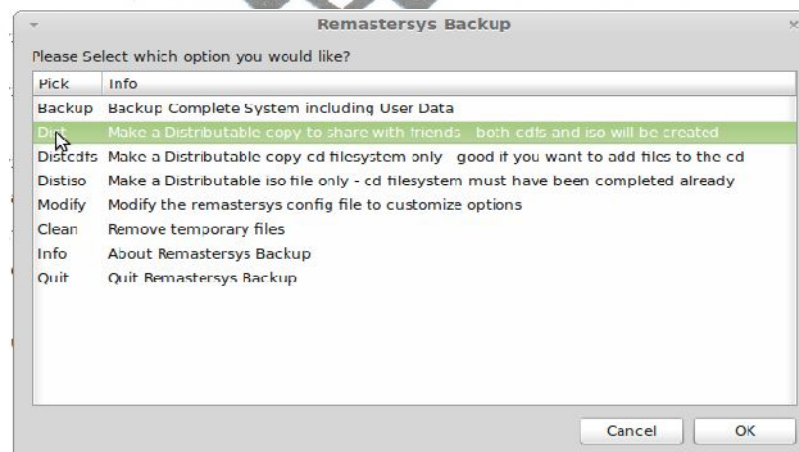 Remastersys Backup
Please Select which option you would like?
Pick Info
Backup Backup Complete System including User Data
Dist Make a Distributable copy to share with friends - both cdfs and iso will be created
Distcdfs Make a Distributable copy cd filesystem only - good if you want to add files to the cd
Distiso Make a Distributable iso file only - cd filesystem must have been completed already
Modify Modify the remastersys config file to customize options
Clean Remove temporary files
Info About Remastersys Backup
Quit Quit Remastersys Backup
Cancel OK